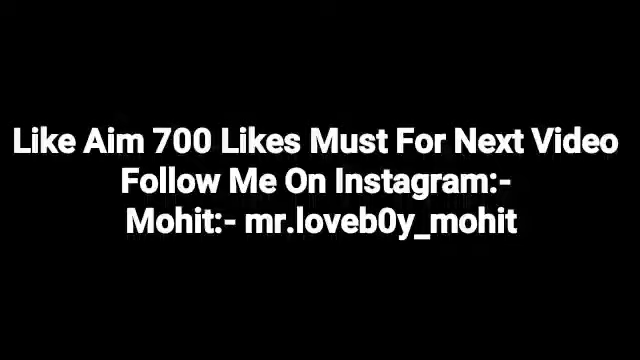 Like Aim 700 Likes Must For Next Video
Follow Me On Instagram:-
Mohit:- mr.loveb0y_mohit